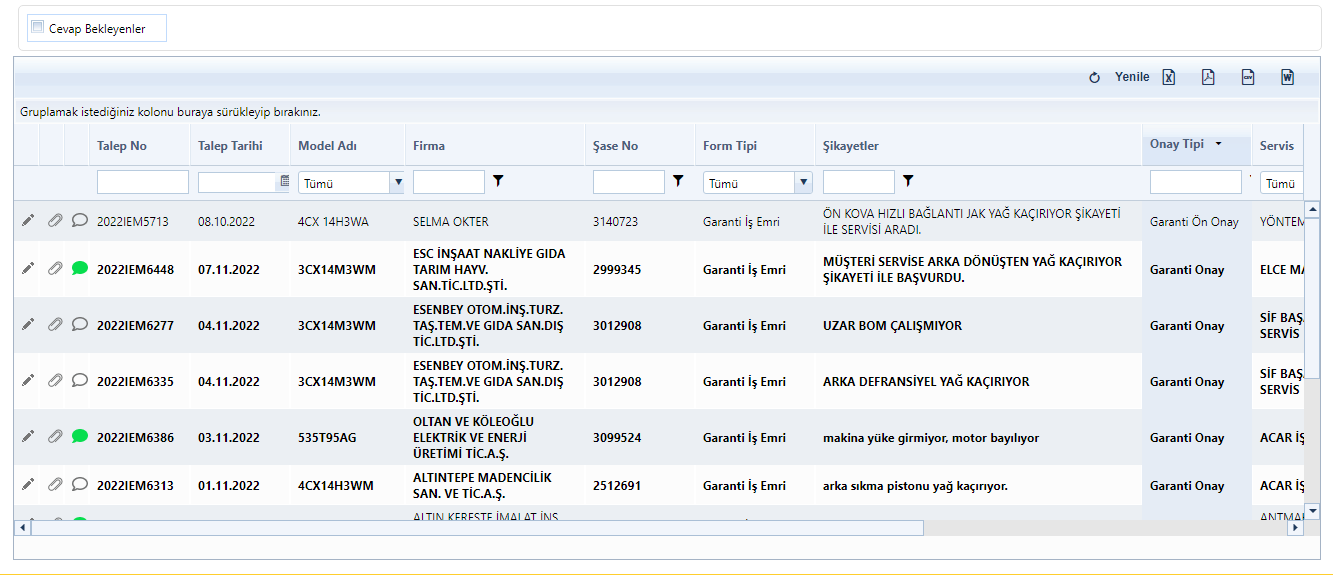 Cevap Bekleyenler
Yenile
Gruplamak istediğiniz kolonu buraya sürükleyip bırakınız.
Talep No Talep Tarihi Model Adı Firma Şase No Form Tipi Şikayetler Onay Tipi Servis
Tümü Tümü Tümü
2022IEM5713 08.10.2022 4CX 14H3WA SELMA OKTER 3140723 Garanti İş Emri ÖN KOVA HIZLI BAĞLANTI JAK YAĞ KAÇIRIYOR ŞİKAYETİ Garanti Ön Onay YÖNTEM
İLE SERVİSİ ARADI.
ESC İNŞAAT NAKLİYE GIDA
2022IEM6448 07.11.2022 3CX14M3WM TARIM HAYV. 2999345 Garanti İş Emri MÜŞTERİ SERVİSE ARKA DÖNÜŞTEN YAĞ KAÇIRIYOR Garanti Onay ELCE MA
SAN.TİC.LTD.ŞTİ. ŞİKAYETİ İLE BAŞVURDU.
ESENBEY OTOM.İNŞ.TURZ.
2022IEM6277 04.11.2022 3CX14M3WM TAŞ.TEM.VE GIDA SAN.DIŞ 3012908 Garanti İş Emri UZAR BOM ÇALIŞMIYOR Garanti Onay SİF BAŞ.
TİC.LTD.ŞTİ. SERVİS
ESENBEY OTOM.İNŞ.TURZ.
2022IEM6335 04.11.2022 3CX14M3WM TAŞ.TEM.VE GIDA SAN.DIŞ 3012908 Garanti İş Emri ARKA DEFRANSİYEL YAĞ KAÇIRIYOR Garanti Onay SİF BAŞ.
TİC.LTD.ŞTİ. SERVİS
OLTAN VE KÖLEOĞLU
2022IEM6386 03.11.2022 535T95AG ELEKTRİK VE ENERJİ 3099524 Garanti İş Emri makina yüke girmiyor, motor bayılıyor Garanti Onay ACAR İŞ
ÜRETİMİ TİC.A.Ş.
2022IEM6313 01.11.2022 4CX14H3WM ALTINTEPE MADENCİLİK 2512691 Garanti İş Emri arka sıkma pistonu yağ kaçırıyor. Garanti Onay ACAR İŞ
SAN. VE TİC.A.Ş.
ALTIN KERESTE İMALAT İNŞ ANTMAK